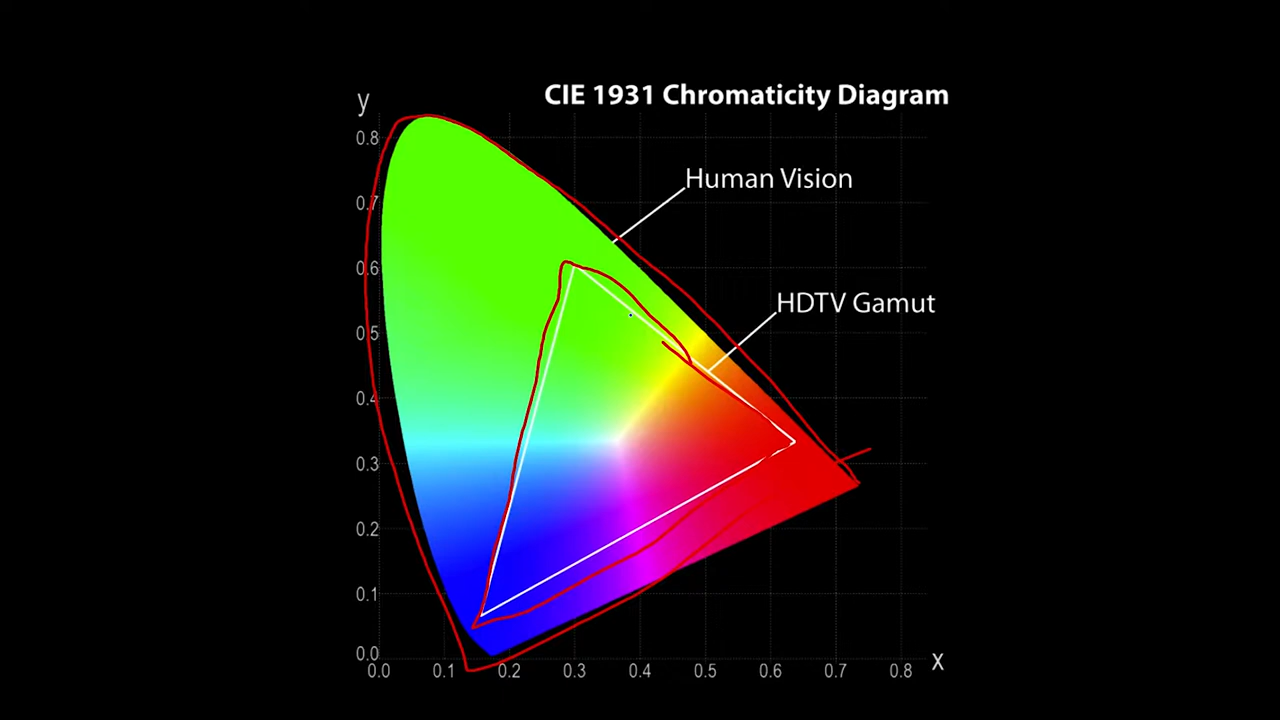 CIE 1931 Chromaticity Diagram
y
0.8
Human Vision
0.7
0.6
HDTV Gamut
0.5
0.4
0.3
0.2
0.1
0.0
0.0 0.1 0.2 0.3 0.4 0.5 0.6 0.7 0.8 x